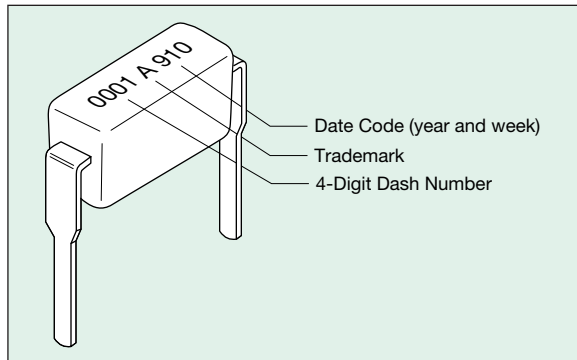 0001 A 910
Date Code (year and week)
Trademark
4-Digit Dash Number